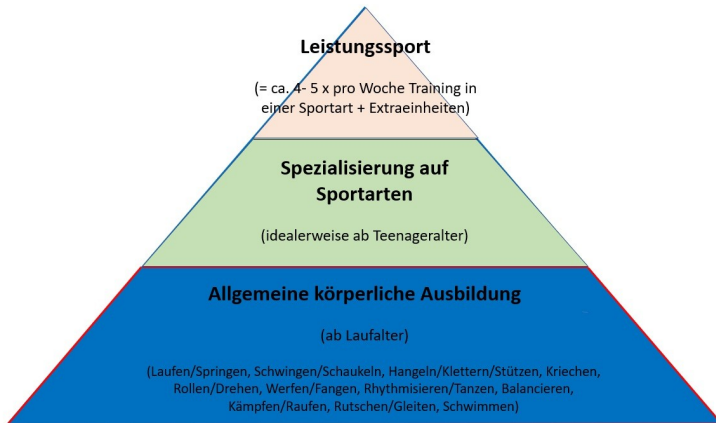 Leistungssport
(= ca. 4- 5 x pro Woche Training in
einer Sportart + Extraeinheiten)
Spezialisierung auf
Sportarten
(idealerweise ab Teenageralter)
Allgemeine körperliche Ausbildung
(ab Laufalter)
(Laufen/Springen, Schwingen/Schaukeln, Hangeln/Klettern/Stützen, Kriechen,
Rollen/Drehen, Werfen/Fangen, Rhythmisieren/Tanzen, Balancieren,
Kämpfen/Raufen, Rutschen/Gleiten, Schwimmen)